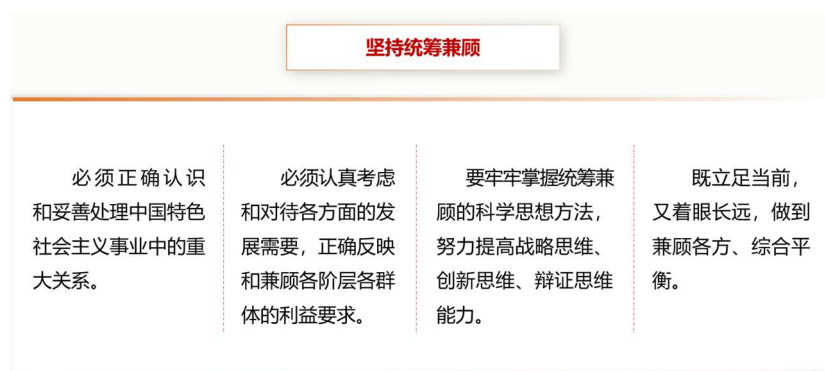 坚持统筹兼顾
必须正确认识
和妥善处理中国特色
社会主义事业中的重
大关系。
必须认真考虑
和对待各方面的发
展需要，正确反映
和兼顾各阶层各群
体的利益要求。
要牢牢掌握统筹兼
顾的科学思想方法，
努力提高战略思维、
创新思维、辩证思维
能力。
既立足当前，
又着眼长远，做到
兼顾各方、综合平
衡。